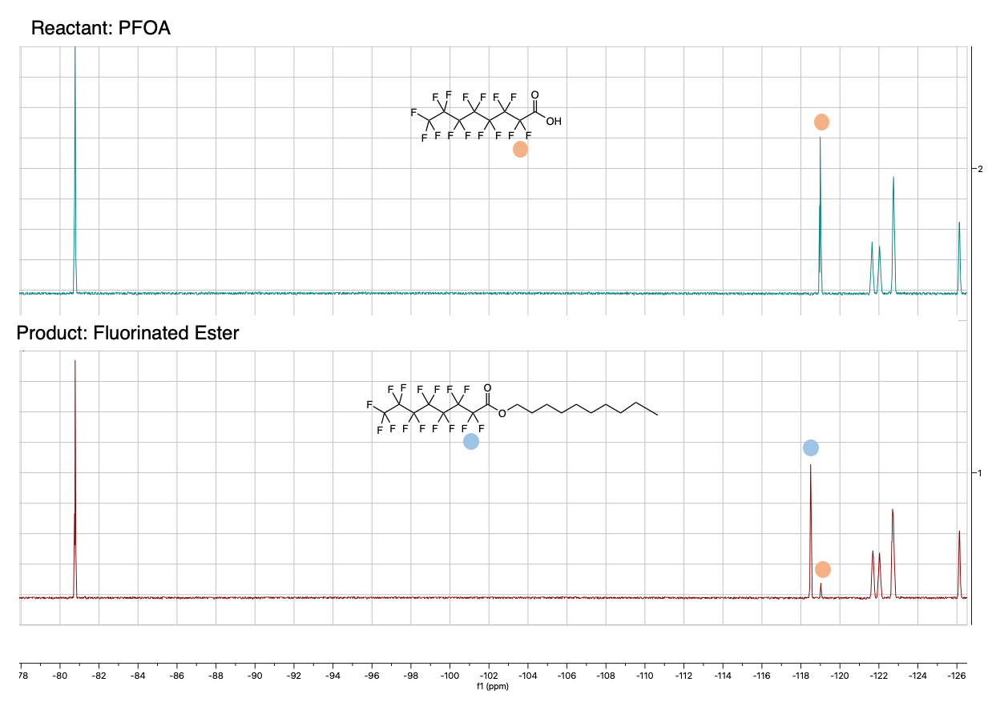 Reactant: PFOA
F F F F F F O
F OH
F F F F F F F F
2
Product: Fluorinated Ester
F F F F F F O
F O
F F F F F F F F
1
78 -80 -82 -84 -86 -88 -90 -92 -94 -96 -98 -100 -102 -104 -106 -108 -110 -112 -114 -116 -118 -120 -122 -124 -126
f1 (ppm)